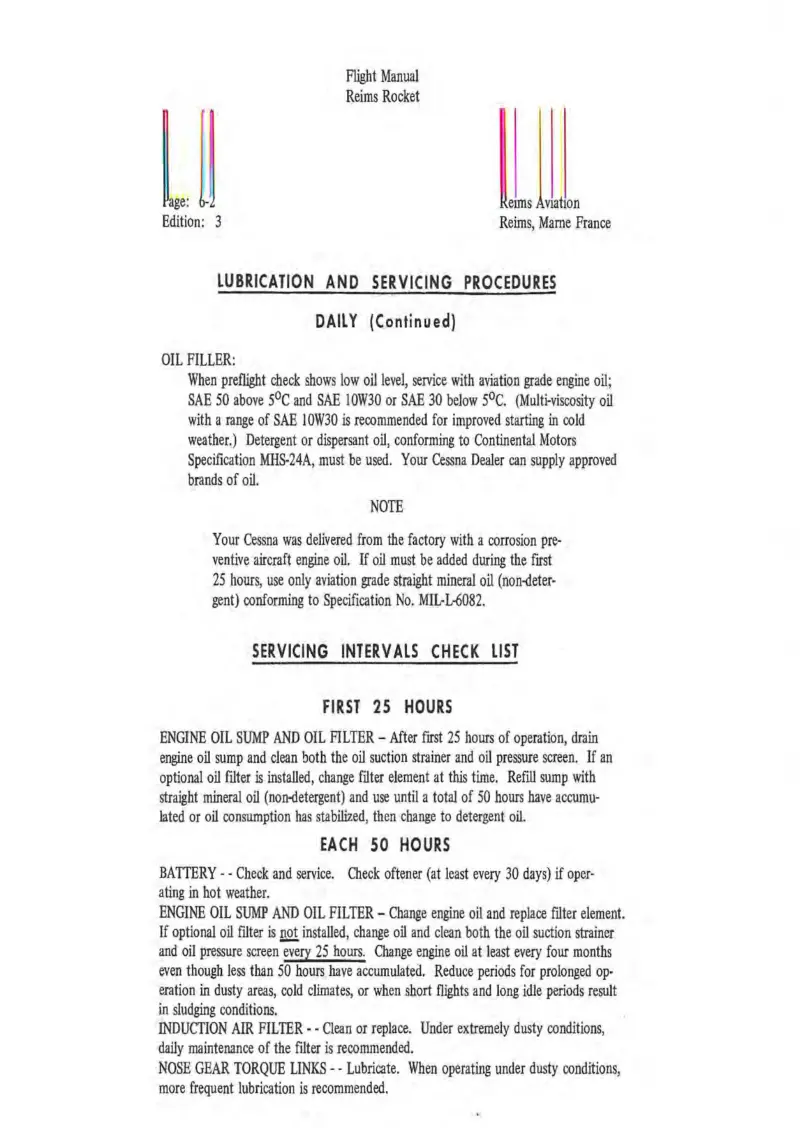 Flight Manual
Reims Rocket
Page: 6-2
Reims Aviation
Edition: 3
Reims, Marne France
LUBRICATION AND SERVICING PROCEDURES
DAILY (Continued)
OIL FILLER:
When preflight check shows low oil level, service with aviation grade engine oil;
SAE 50 above 5°C and SAE 10W30 or SAE 30 below 5°C. (Multi-viscosity oil
with a range of SAE 10W30 is recommended for improved starting in cold
weather.) Detergent or dispersant oil, conforming to Continental Motors
Specification MHS-24A, must be used. Your Cessna Dealer can supply approved
brands of oil.
NOTE
Your Cessna was delivered from the factory with a corrosion pre-
ventive aircraft engine oil. If oil must be added during the first
25 hours, use only aviation grade straight mineral oil (non-deter-
gent) conforming to Specification No. MIL-L-6082.
SERVICING INTERVALS CHECK LIST
FIRST 25 HOURS
ENGINE OIL SUMP AND OIL FILTER – After first 25 hours of operation, drain
engine oil sump and clean both the oil suction strainer and oil pressure screen. If an
optional oil filter is installed, change filter element at this time. Refill sump with
straight mineral oil (non-detergent) and use until a total of 50 hours have accumu-
lated or oil consumption has stabilized, then change to detergent oil.
EACH 50 HOURS
BATTERY - - Check and service. Check oftener (at least every 30 days) if oper-
ating in hot weather.
ENGINE OIL SUMP AND OIL FILTER – Change engine oil and replace filter element.
If optional oil filter is not installed, change oil and clean both the oil suction strainer
and oil pressure screen every 25 hours. Change engine oil at least every four months
even though less than 50 hours have accumulated. Reduce periods for prolonged op-
eration in dusty areas, cold climates, or when short flights and long idle periods result
in sludging conditions.
INDUCTION AIR FILTER - - Clean or replace. Under extremely dusty conditions,
daily maintenance of the filter is recommended.
NOSE GEAR TORQUE LINKS - - Lubricate. When operating under dusty conditions,
more frequent lubrication is recommended.